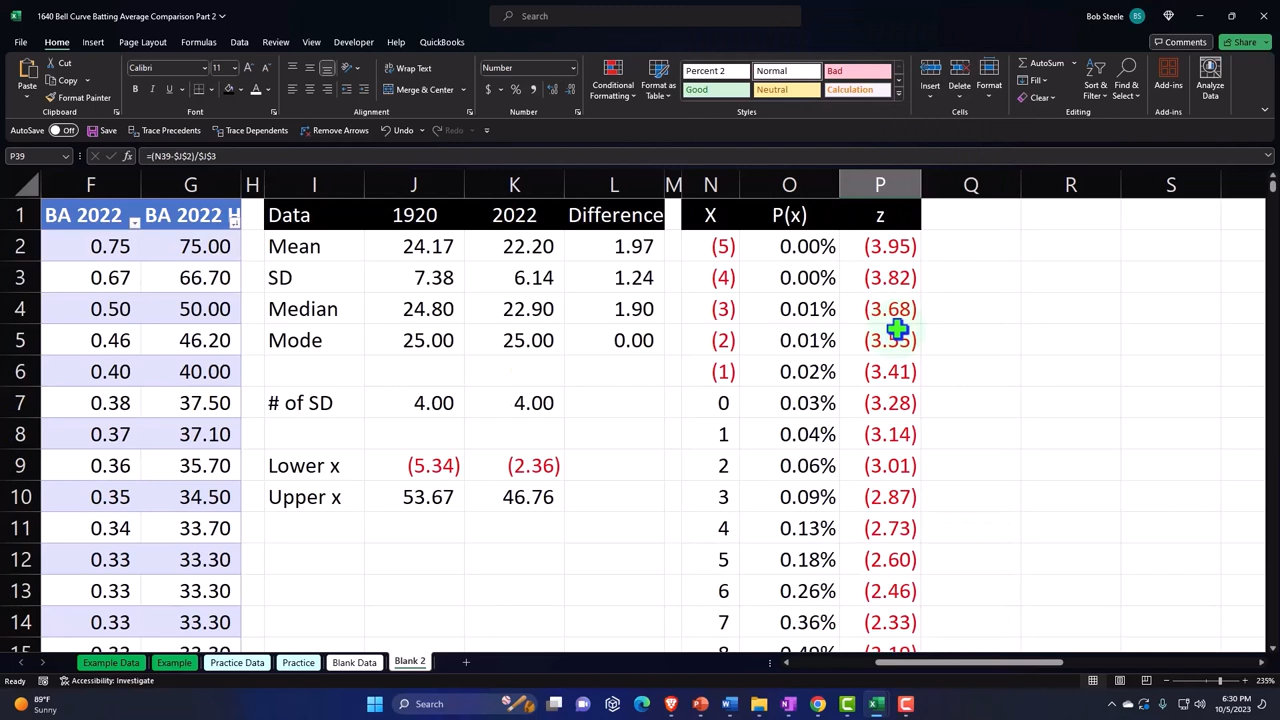 1640 Bell Curve Batting Average Comparison Part 2
Search
Bob Steele
BS
File Home Insert Page Layout Formulas Data Review View Developer Automate Help QuickBooks
Comments
Share
Paste
Cut
Copy
Format Painter
Clipboard
Calibri
11
Font
Wrap Text
Merge & Center
Alignment
Number
Number
Conditional Formatting
Format as Table
Percent 2 Normal Bad
Good Neutral Calculation
Styles
Insert Delete Format
Cells
AutoSum
Fill
Clear
Sort & Filter
Find & Select
Editing
Add-ins
Add-ins
Analyze Data
AutoSave Off Save Trace Precedents Trace Dependents Remove Arrows Undo Redo
P39 fx =(N39-$J$2)/$J$3
F G H I J K L M N O P Q R S
1 BA 2022 BA 2022 H Data 1920 2022 Difference X P(x) z
2 0.75 75.00 Mean 24.17 22.20 1.97 (5) 0.00% (3.95)
3 0.67 66.70 SD 7.38 6.14 1.24 (4) 0.00% (3.82)
4 0.50 50.00 Median 24.80 22.90 1.90 (3) 0.01% (3.68)
5 0.46 46.20 Mode 25.00 25.00 0.00 (2) 0.01%
6 0.40 40.00 (1) 0.02% (3.41)
7 0.38 37.50 # of SD 4.00 4.00 0 0.03% (3.28)
8 0.37 37.10 1 0.04% (3.14)
9 0.36 35.70 Lower x (5.34) (2.36) 2 0.06% (3.01)
10 0.35 34.50 Upper x 53.67 46.76 3 0.09% (2.87)
11 0.34 33.70 4 0.13% (2.73)
12 0.33 33.30 5 0.18% (2.60)
13 0.33 33.30 6 0.26% (2.46)
14 0.33 33.30 7 0.36% (2.33)
Example Data Example Practice Data Practice Blank Data Blank 2
Ready Accessibility: Investigate
235%
89°F
Sunny
Search
6:30 PM
10/5/2023